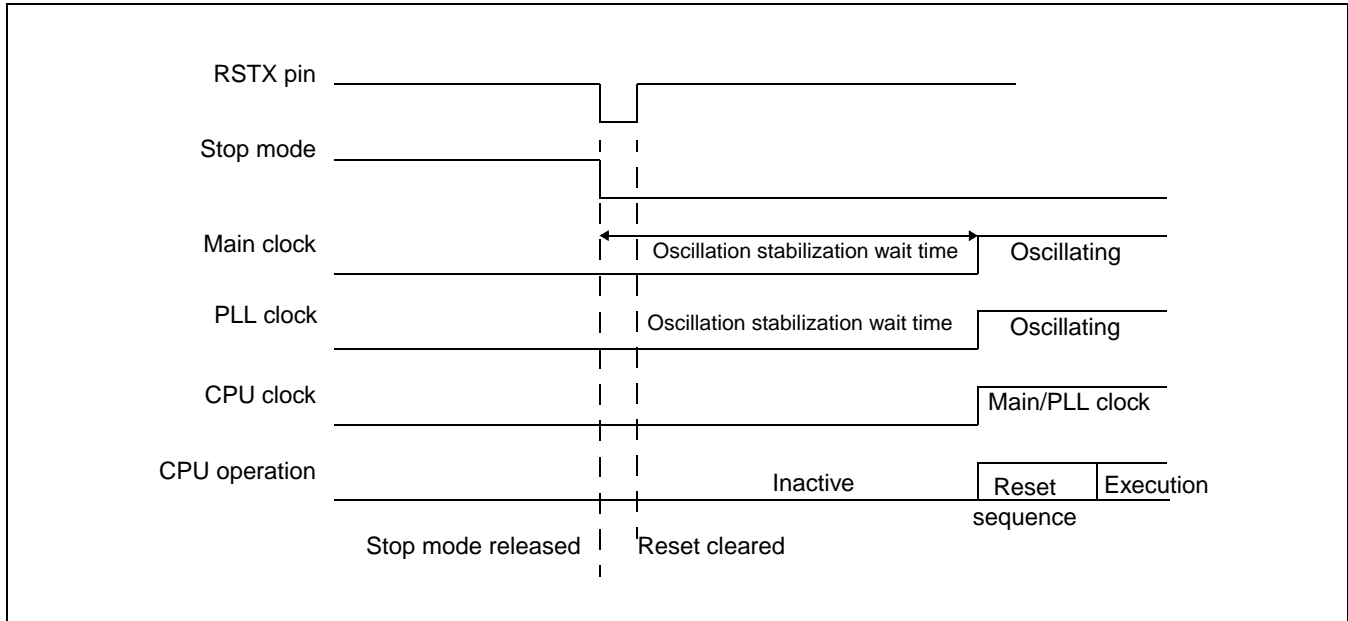 RSTX pin
Stop mode
Main clock
Oscillation stabilization wait time
Oscillating
PLL clock
Oscillation stabilization wait time
Oscillating
CPU clock
Main/PLL clock
CPU operation
Inactive
Reset
sequence
Execution
Stop mode released
Reset cleared